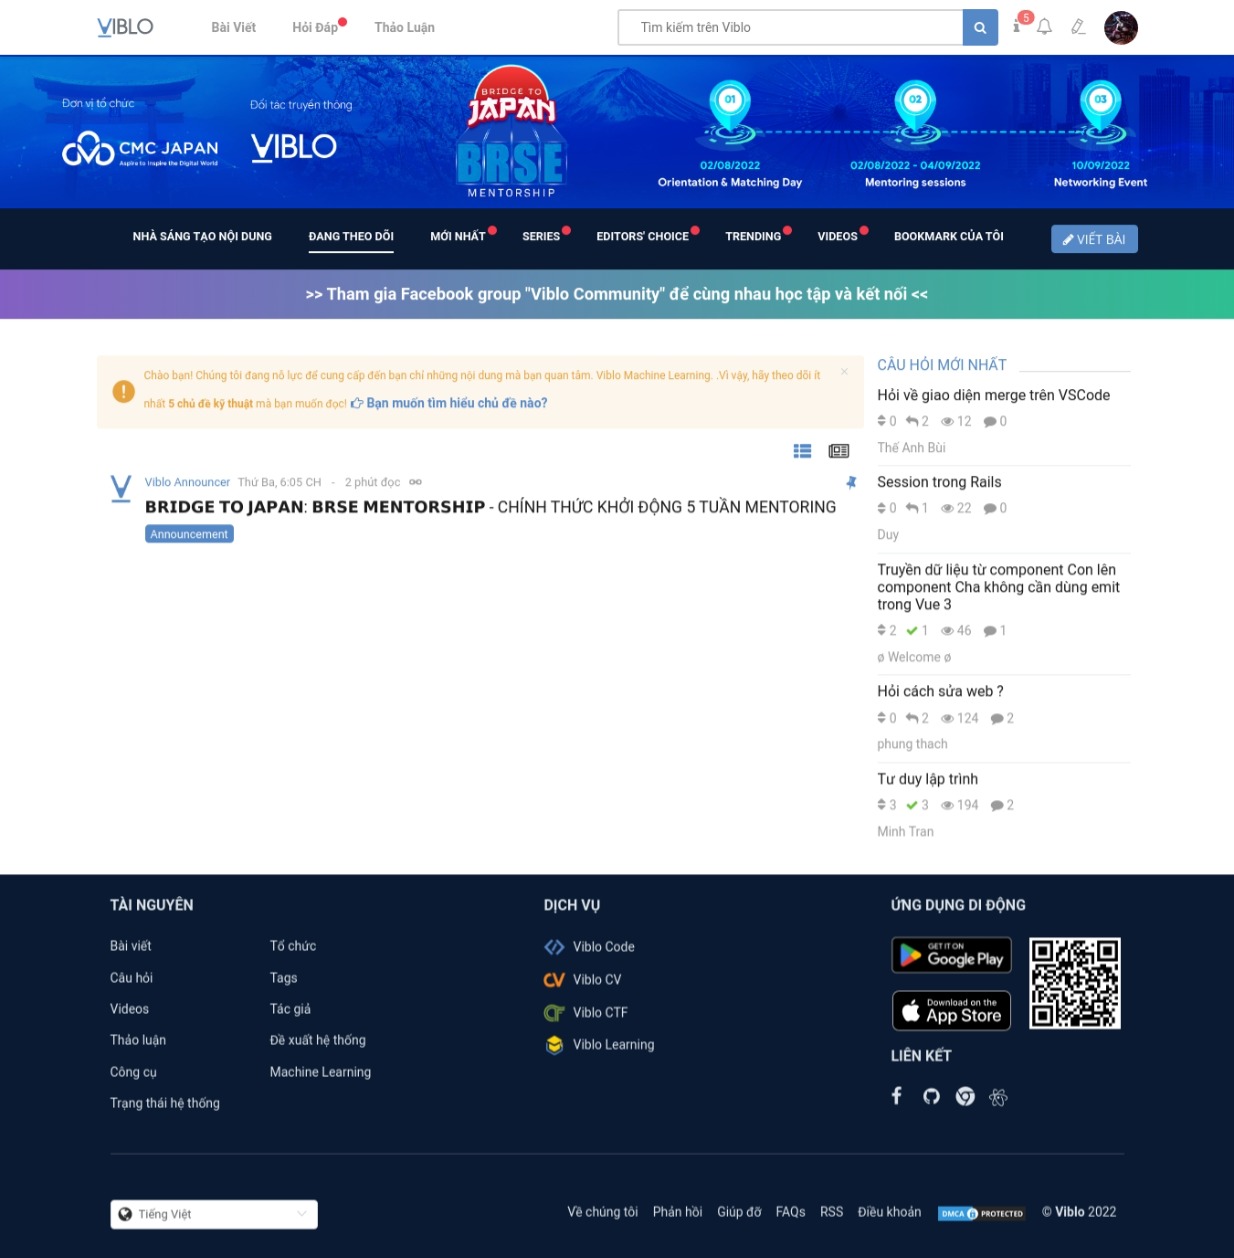 VIBLO
Bài Viết
Hỏi Đáp
Thảo Luận
Tìm kiếm trên Viblo
5
Đơn vị tổ chức
CMC JAPAN
Aspire to Inspire the Digital World
Đối tác truyền thông
VIBLO
BRIDGE TO
JAPAN
BRSE
MENTORSHIP
01
02
03
02/08/2022
Orientation & Matching Day
02/08/2022 - 04/09/2022
Mentoring sessions
10/09/2022
Networking Event
NHÀ SÁNG TẠO NỘI DUNG
ĐANG THEO DÕI
MỚI NHẤT
SERIES
EDITORS' CHOICE
TRENDING
VIDEOS
BOOKMARK CỦA TÔI
VIẾT BÀI
>> Tham gia Facebook group "Viblo Community" để cùng nhau học tập và kết nối <<
Chào bạn! Chúng tôi đang nỗ lực để cung cấp đến bạn chỉ những nội dung mà bạn quan tâm. Viblo Machine Learning. .Vì vậy, hãy theo dõi ít
nhất 5 chủ đề kỹ thuật mà bạn muốn đọc! Bạn muốn tìm hiểu chủ đề nào?
Viblo Announcer Thứ Ba, 6:05 CH - 2 phút đọc
BRIDGE TO JAPAN: BRSE MENTORSHIP - CHÍNH THỨC KHỞI ĐỘNG 5 TUẦN MENTORING
Announcement
CÂU HỎI MỚI NHẤT
Hỏi về giao diện merge trên VSCode
0 2 12 0
Thế Anh Bùi
Session trong Rails
0 1 22 0
Duy
Truyền dữ liệu từ component Con lên
component Cha không cần dùng emit
trong Vue 3
2 1 46 1
ø Welcome ø
Hỏi cách sửa web ?
0 2 124 2
phung thach
Tư duy lập trình
3 3 194 2
Minh Tran
TÀI NGUYÊN
Bài viết
Câu hỏi
Videos
Thảo luận
Công cụ
Trạng thái hệ thống
Tổ chức
Tags
Tác giả
Đề xuất hệ thống
Machine Learning
DỊCH VỤ
Viblo Code
CV Viblo CV
Viblo CTF
Viblo Learning
ỨNG DỤNG DI ĐỘNG
GET IT ON
Google Play
Download on the
App Store
LIÊN KẾT
Tiếng Việt
Về chúng tôi
Phản hồi
Giúp đỡ
FAQs
RSS
Điều khoản
DMCA PROTECTED
© Viblo 2022